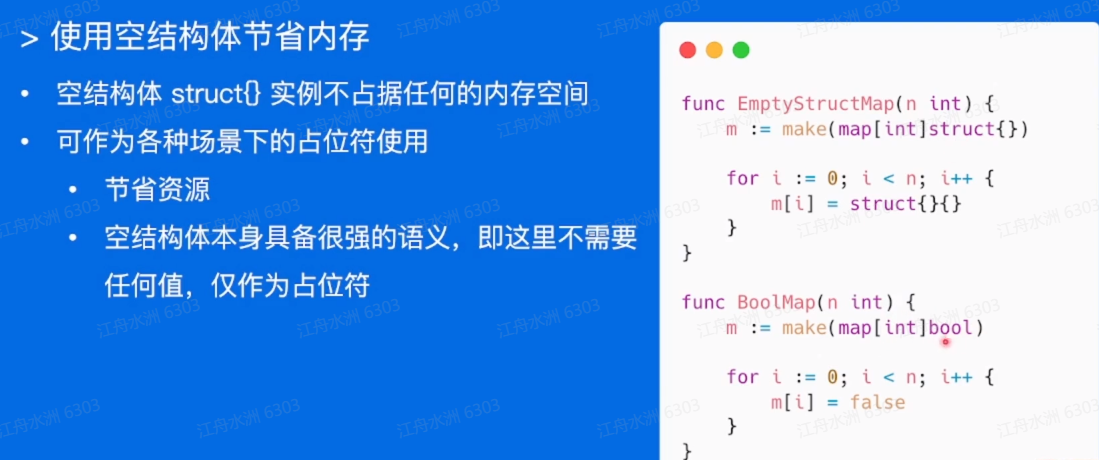 > 使用空结构体节省内存
• 空结构体 struct{} 实例不占据任何的内存空间
• 可作为各种场景下的占位符使用
• 节省资源
• 空结构体本身具备很强的语义，即这里不需要
任何值，仅作为占位符
func EmptyStructMap(n int) {
    m := make(map[int]struct{})

    for i := 0; i < n; i++ {
        m[i] = struct{}{}
    }
}

func BoolMap(n int) {
    m := make(map[int]bool)

    for i := 0; i < n; i++ {
        m[i] = false
    }
}
江舟水洲 6303